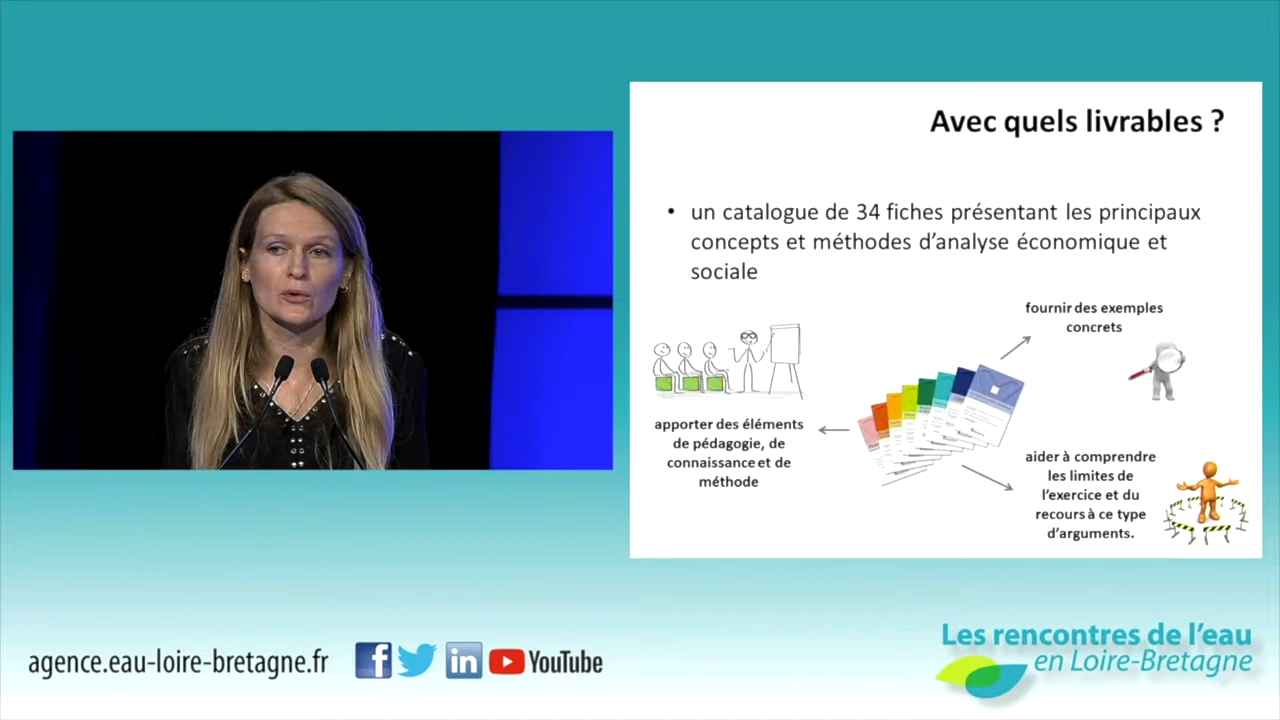 Avec quels livrables ?
• un catalogue de 34 fiches présentant les principaux
concepts et méthodes d'analyse économique et
sociale
fournir des exemples
concrets
apporter des éléments
de pédagogie, de
connaissance et de
méthode
aider à comprendre
les limites de
l'exercice et du
recours à ce type
d'arguments.
agence.eau-loire-bretagne.fr
f
in
YouTube
Les rencontres de l'eau
en Loire-Bretagne